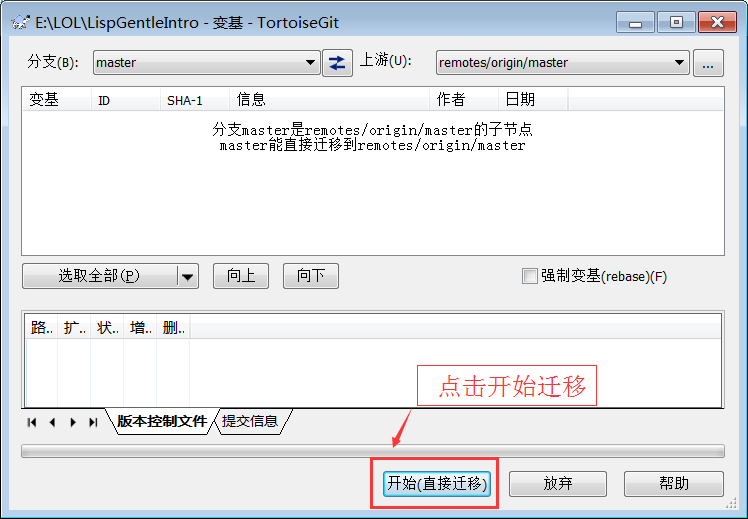 E:\LOL\LispGentleIntro - 变基 - TortoiseGit
分支(B): master 上游(U): remotes/origin/master ...
变基 ID SHA-1 信息 作者 日期
分支master是remotes/origin/master的子节点
master能直接迁移到remotes/origin/master
选取全部(P) 向上 向下 强制变基(rebase)(F)
路.. 扩.. 状.. 增.. 删..
点击开始迁移
版本控制文件 提交信息
开始(直接迁移) 放弃 帮助